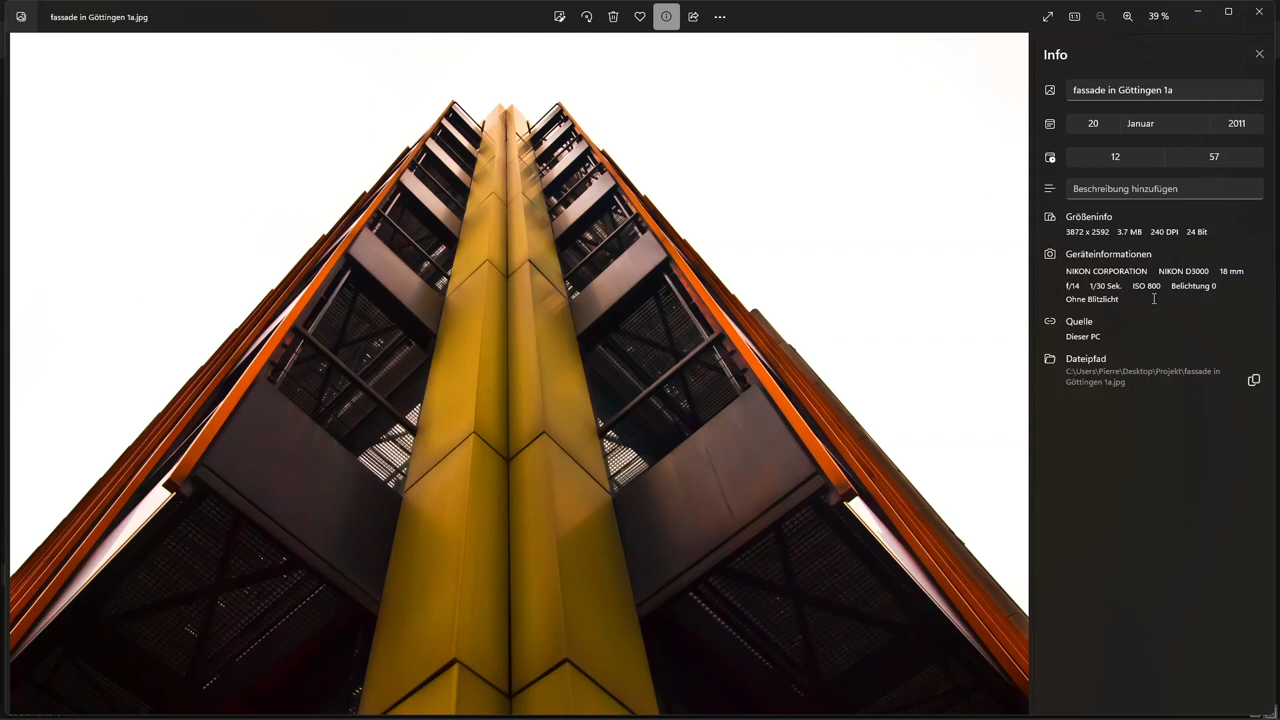 fassade in Göttingen 1a.jpg
39 %
Info
fassade in Göttingen 1a
20 Januar 2011
12 57
Beschreibung hinzufügen
Größeninfo
3872 x 2592 3.7 MB 240 DPI 24 Bit
Geräteinformationen
NIKON CORPORATION NIKON D3000 18 mm
f/14 1/30 Sek. ISO 800 Belichtung 0
Ohne Blitzlicht
Quelle
Dieser PC
Dateipfad
C:\Users\Pierre\Desktop\Projekt\fassade in
Göttingen 1a.jpg